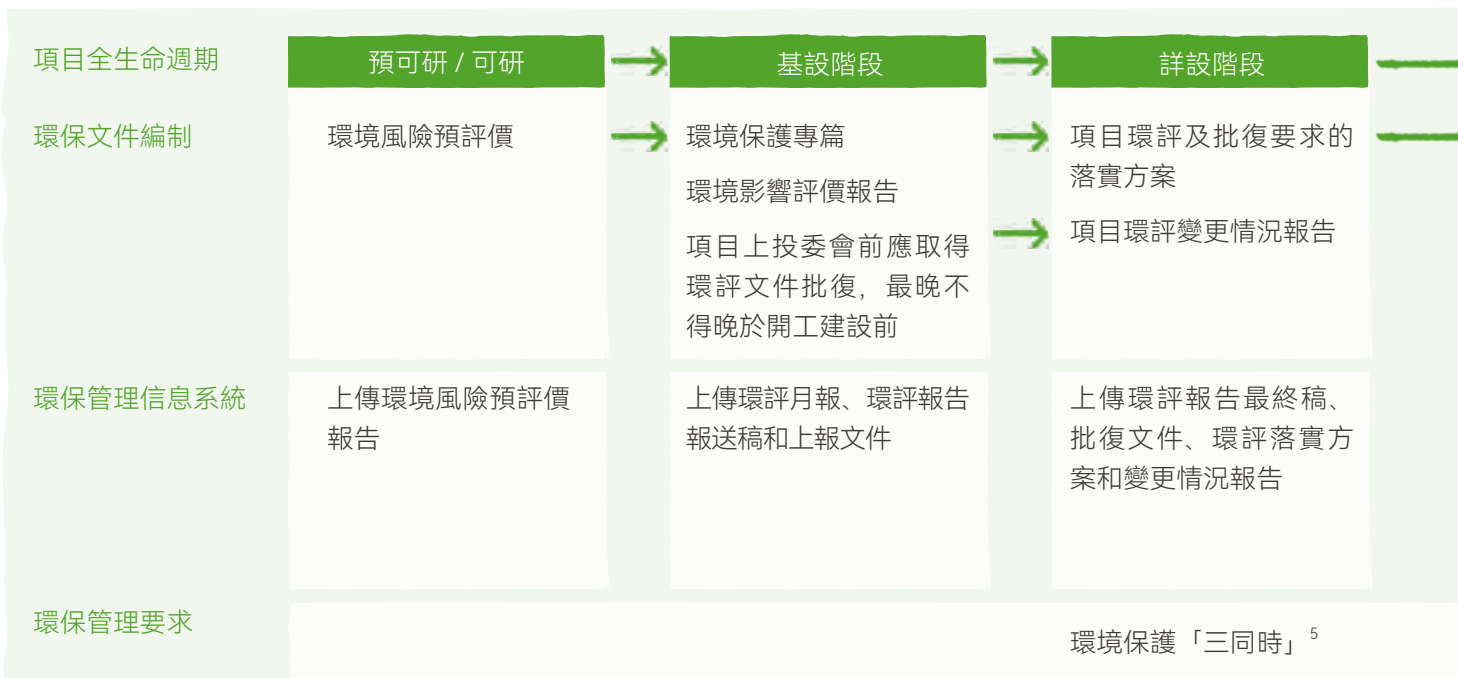 項目全生命週期
預可研 / 可研
基設階段
詳設階段
環保文件編制
環境風險預評價
環境保護專篇
環境影響評價報告
項目上投委會前應取得
環評文件批復，最晚不
得晚於開工建設前
項目環評及批復要求的
落實方案
項目環評變更情況報告
環保管理信息系統
上傳環境風險預評價
報告
上傳環評月報、環評報告
報送稿和上報文件
上傳環評報告最終稿、
批復文件、環評落實方
案和變更情況報告
環保管理要求
環境保護「三同時」5